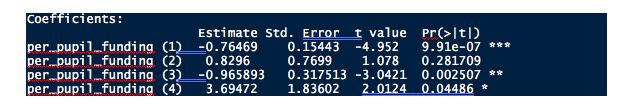 Coefficients:
Estimate Std. Error t value Pr(>|t|)
per_pupil_funding (1) -0.76469 0.15443 -4.952 9.91e-07 ***
per_pupil_funding (2) 0.8296 0.7699 1.078 0.281709
per_pupil_funding (3) -0.965893 0.317513 -3.0421 0.002507 **
per_pupil_funding (4) 3.69472 1.83602 2.0124 0.04486 *